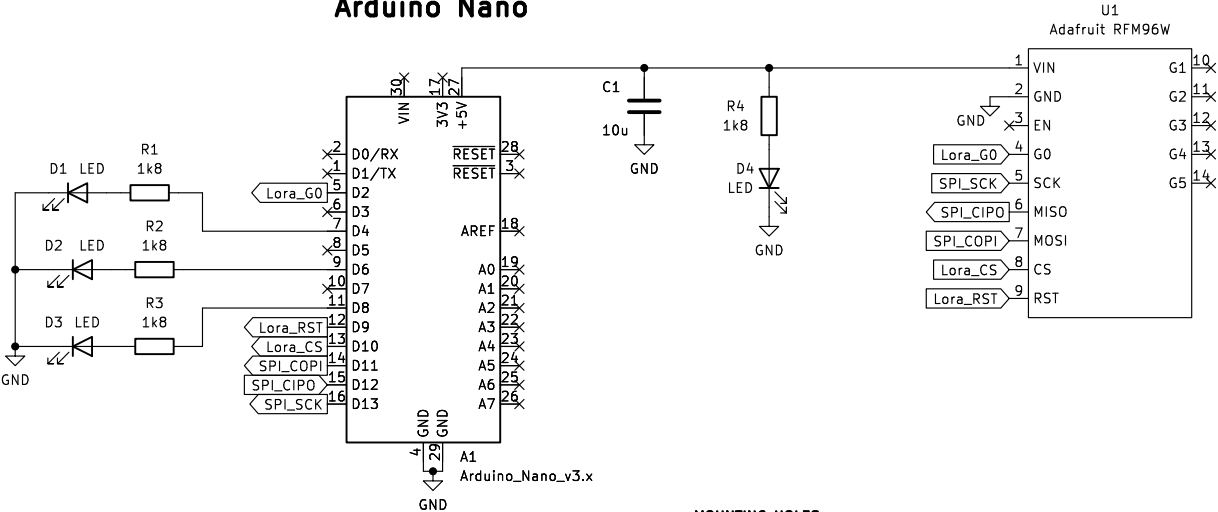 Arduino Nano
U1
Adafruit RFM96W
1 VIN G1 10
2 GND G2 11
GND
3 EN G3 12
Lora_G0 4 G0 G4 13
SPI_SCK 5 SCK G5 14
SPI_CIPO 6 MISO
SPI_COPI 7 MOSI
Lora_CS 8 CS
Lora_RST 9 RST
C1
10u
GND
R4
1k8
D4
LED
GND
30 17 27
VIN 3V3 +5V
2 D0/RX RESET 28
1 D1/TX RESET 3
Lora_G0 5 D2
6 D3
7 D4 AREF 18
8 D5
9 D6 A0 19
10 D7 A1 20
11 D8 A2 21
Lora_RST 12 D9 A3 22
Lora_CS 13 D10 A4 23
SPI_COPI 14 D11 A5 24
SPI_CIPO 15 D12 A6 25
SPI_SCK 16 D13 A7 26
GND GND
4 29
A1
Arduino_Nano_v3.x
GND
R1
D1 LED 1k8
R2
D2 LED 1k8
R3
D3 LED 1k8
GND
MOUNTING HOLES